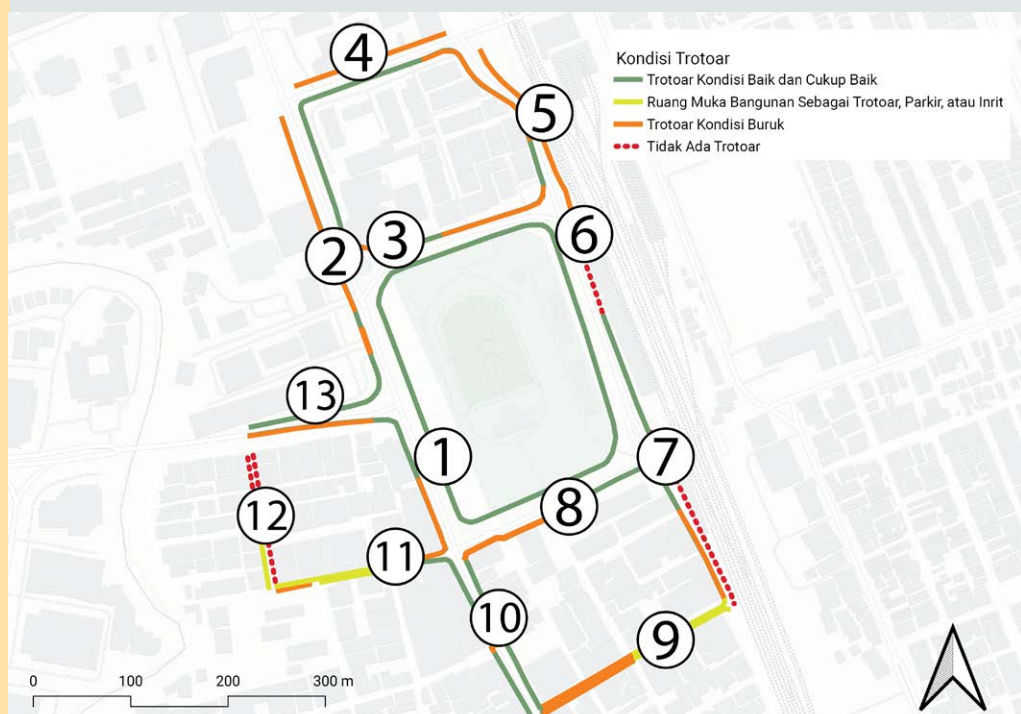 4
5
Kondisi Trotoar
Trotoar Kondisi Baik dan Cukup Baik
Ruang Muka Bangunan Sebagai Trotoar, Parkir, atau Inrit
Trotoar Kondisi Buruk
Tidak Ada Trotoar
2
3
6
13
1
7
12
11
8
10
9
0 100 200 300 m